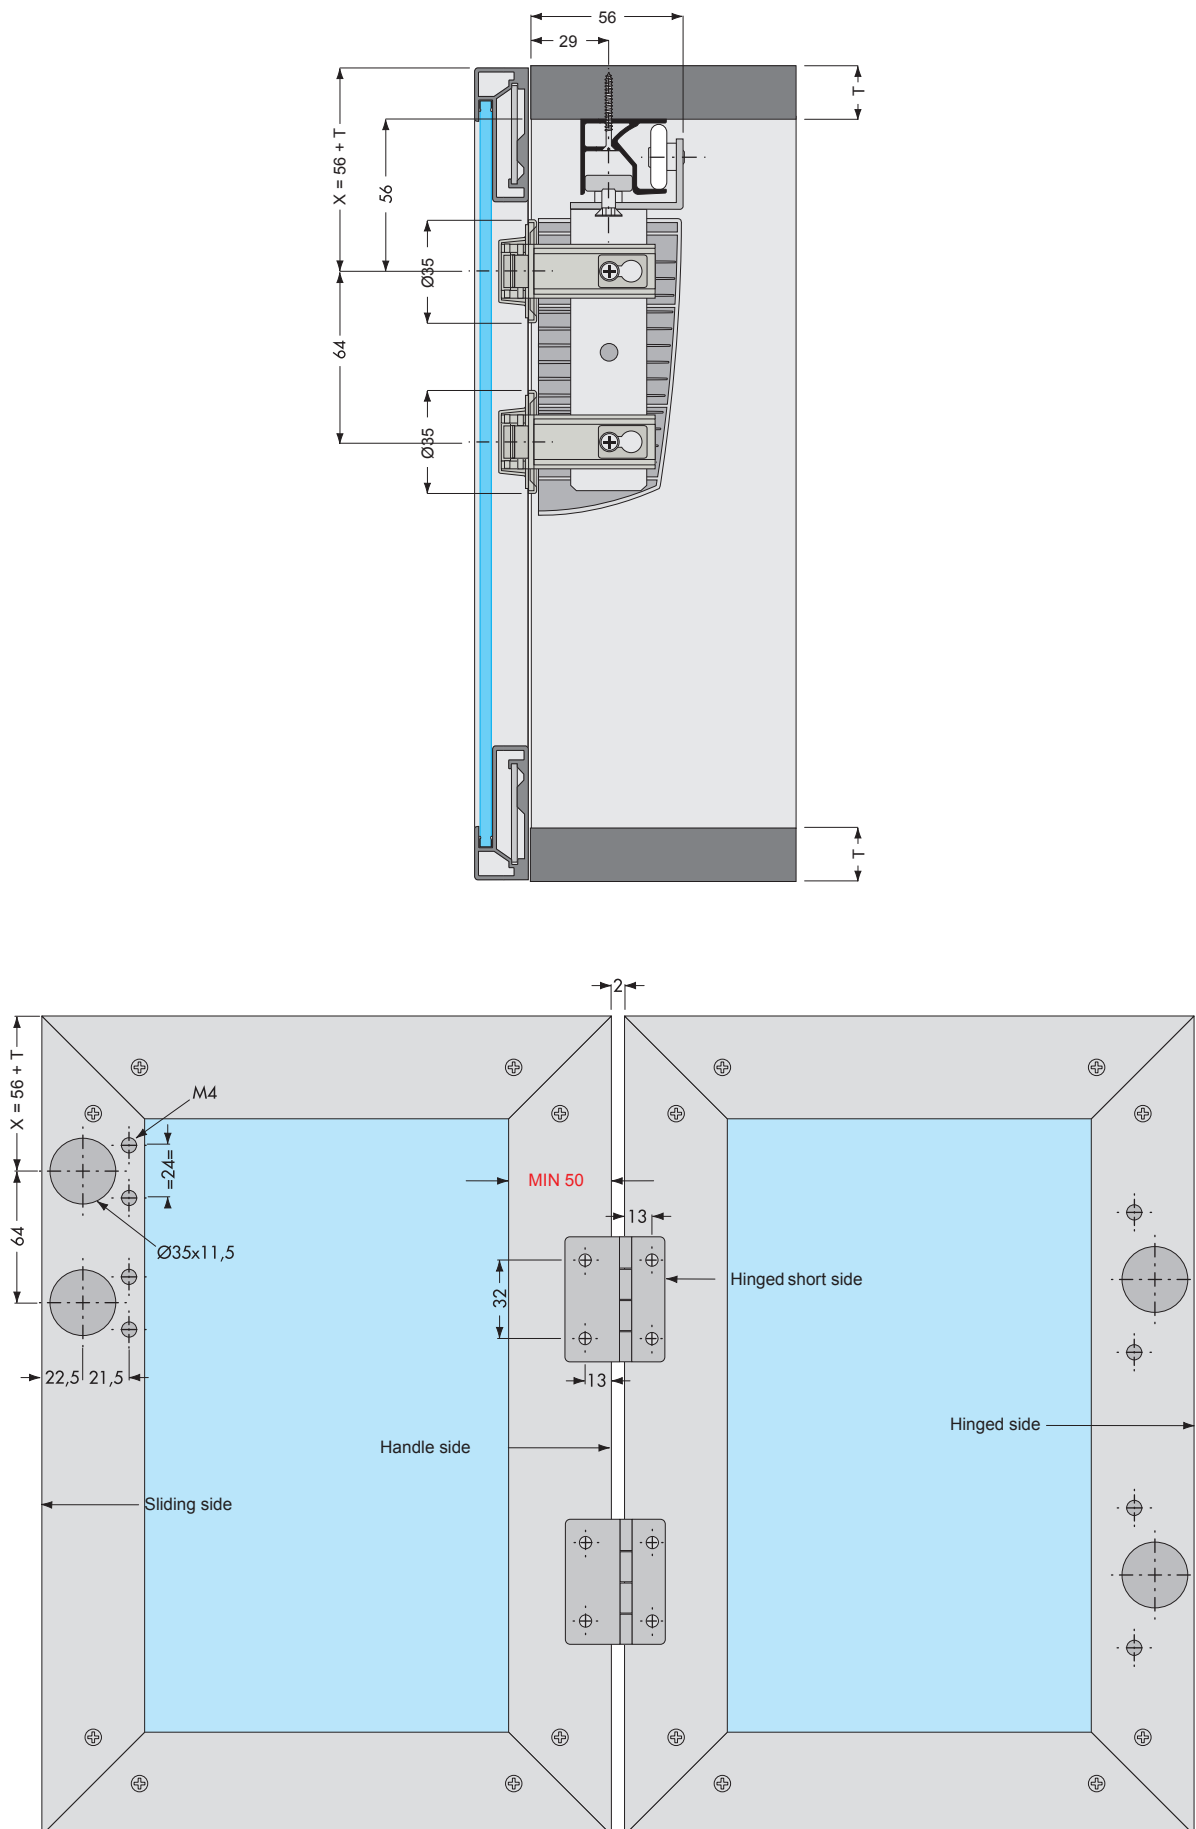 56
29
T
X = 56 + T
56
Ø35
64
Ø35
T
2
X = 56 + T
M4
=24=
MIN 50
13
64
Ø35x11,5
Hinged short side
32
22,5
21,5
13
Hinged side
Handle side
Sliding side